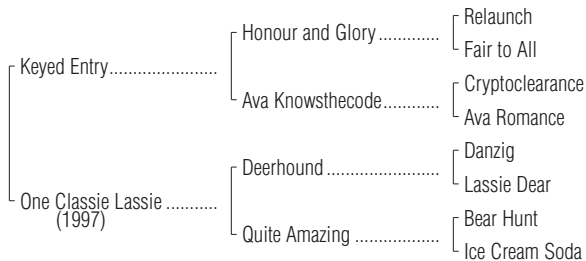 Relaunch
Honour and Glory ............
Fair to All
Keyed Entry.....................
Cryptoclearance
Ava Knowsthecode...........
Ava Romance
Danzig
Deerhound ......................
Lassie Dear
One Classie Lassie ..........
(1997)
Bear Hunt
Quite Amazing .................
Ice Cream Soda